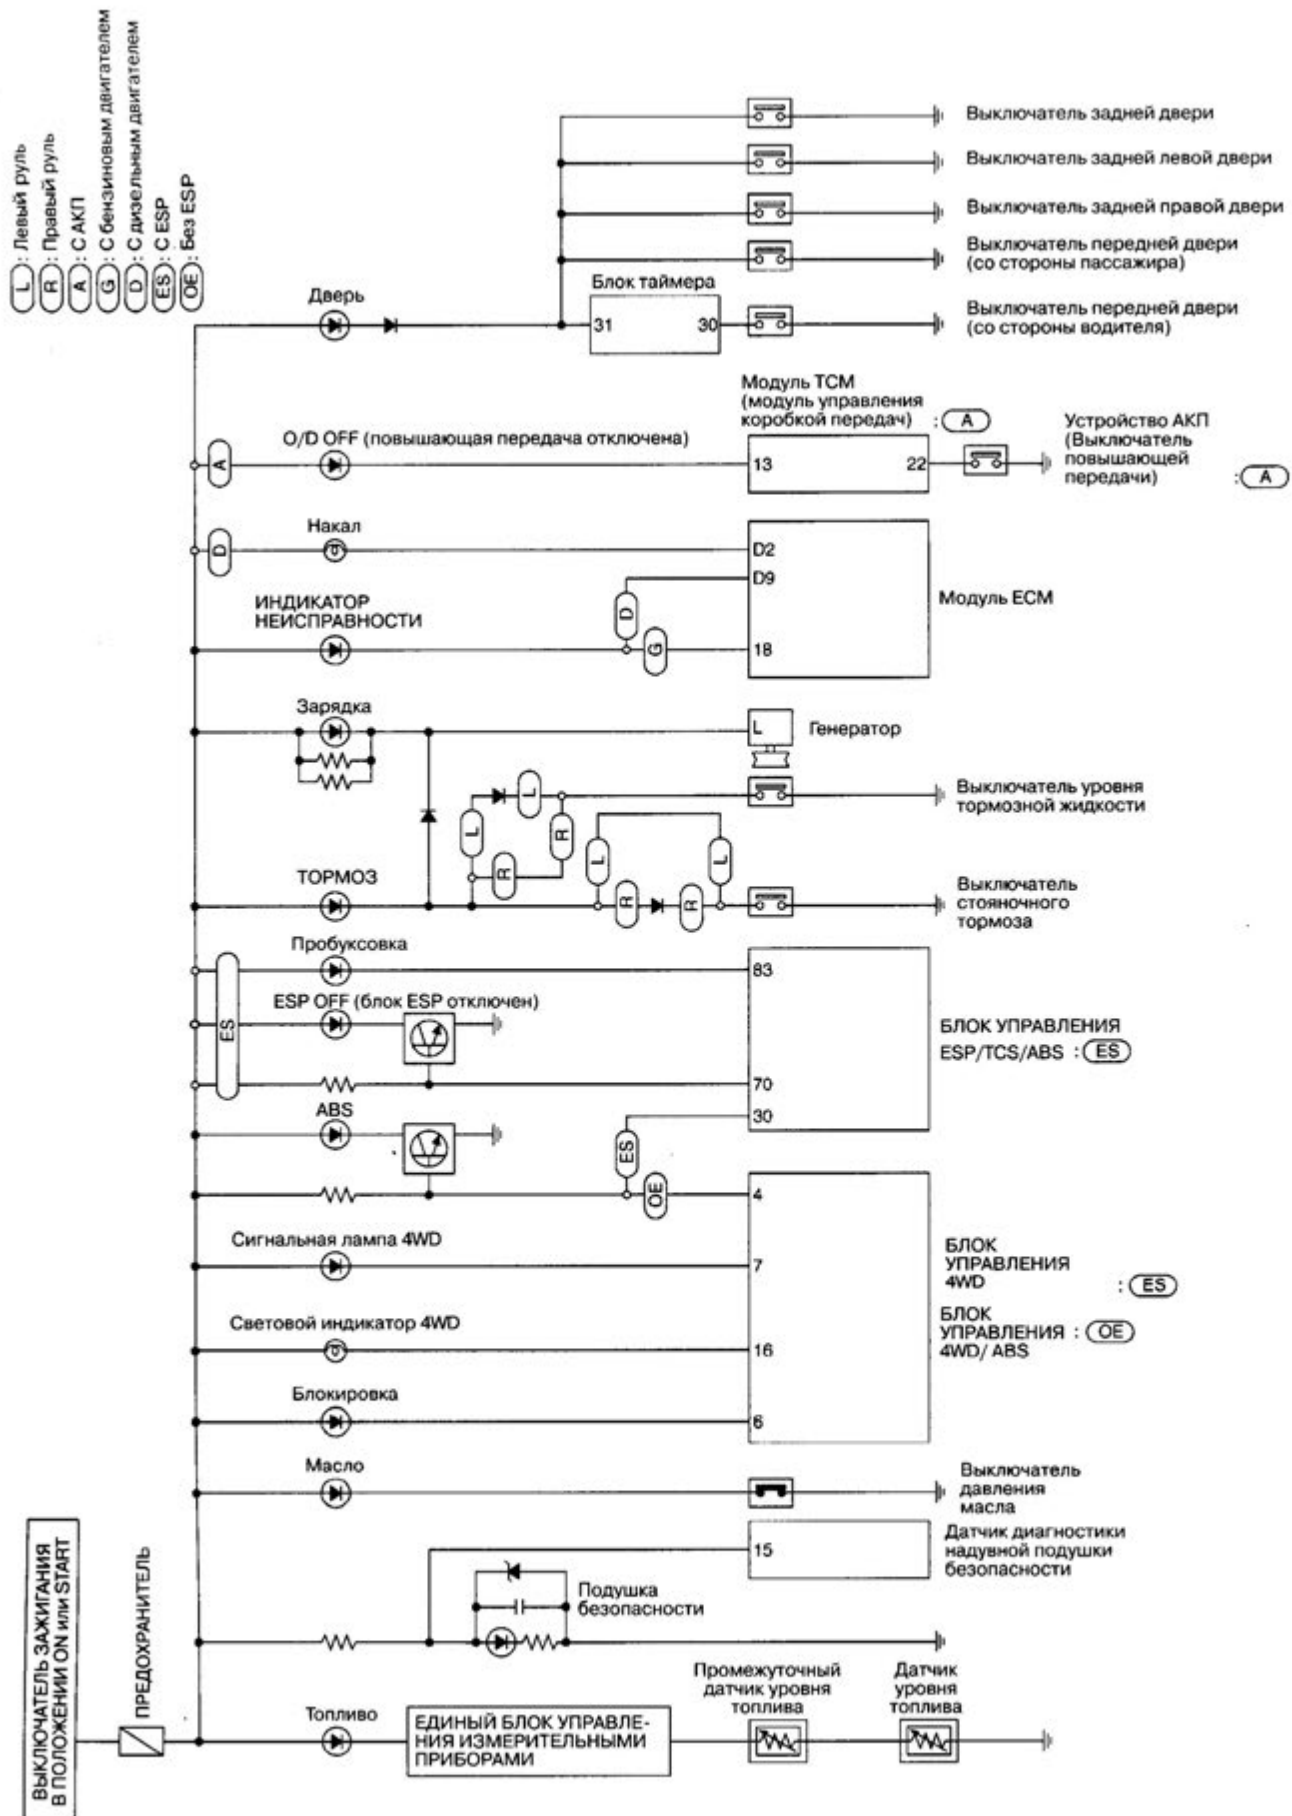 L : Левый руль
R : Правый руль
A : С АКП
G : С бензиновым двигателем
D : С дизельным двигателем
ES : С ESP
OE : Без ESP
Выключатель задней двери
Выключатель задней левой двери
Выключатель задней правой двери
Выключатель передней двери
(со стороны пассажира)
Дверь
Блок таймера
31
30
Выключатель передней двери
(со стороны водителя)
Модуль TCM
(модуль управления
коробкой передач) : A
Устройство АКП
(Выключатель
повышающей
передачи) : A
O/D OFF (повышающая передача отключена)
A
13
22
Накал
D
D2
D9
Модуль ECM
ИНДИКАТОР
НЕИСПРАВНОСТИ
D
G
18
Зарядка
L
Генератор
L
L
R
R
Выключатель уровня
тормозной жидкости
L
L
ТОРМОЗ
R
R
Выключатель
стояночного
тормоза
Пробуксовка
83
ESP OFF (блок ESP отключен)
ES
БЛОК УПРАВЛЕНИЯ
ESP/TCS/ABS : ES
70
ABS
30
ES
OE
4
Сигнальная лампа 4WD
7
БЛОК
УПРАВЛЕНИЯ
4WD : ES
Световой индикатор 4WD
16
БЛОК
УПРАВЛЕНИЯ : OE
4WD/ ABS
Блокировка
6
Масло
Выключатель
давления
масла
15
Датчик диагностики
надувной подушки
безопасности
Подушка
безопасности
ВЫКЛЮЧАТЕЛЬ ЗАЖИГАНИЯ
В ПОЛОЖЕНИИ ON или START
ПРЕДОХРАНИТЕЛЬ
Топливо
ЕДИНЫЙ БЛОК УПРАВЛЕ-
НИЯ ИЗМЕРИТЕЛЬНЫМИ
ПРИБОРАМИ
Промежуточный
датчик уровня
топлива
Датчик
уровня
топлива